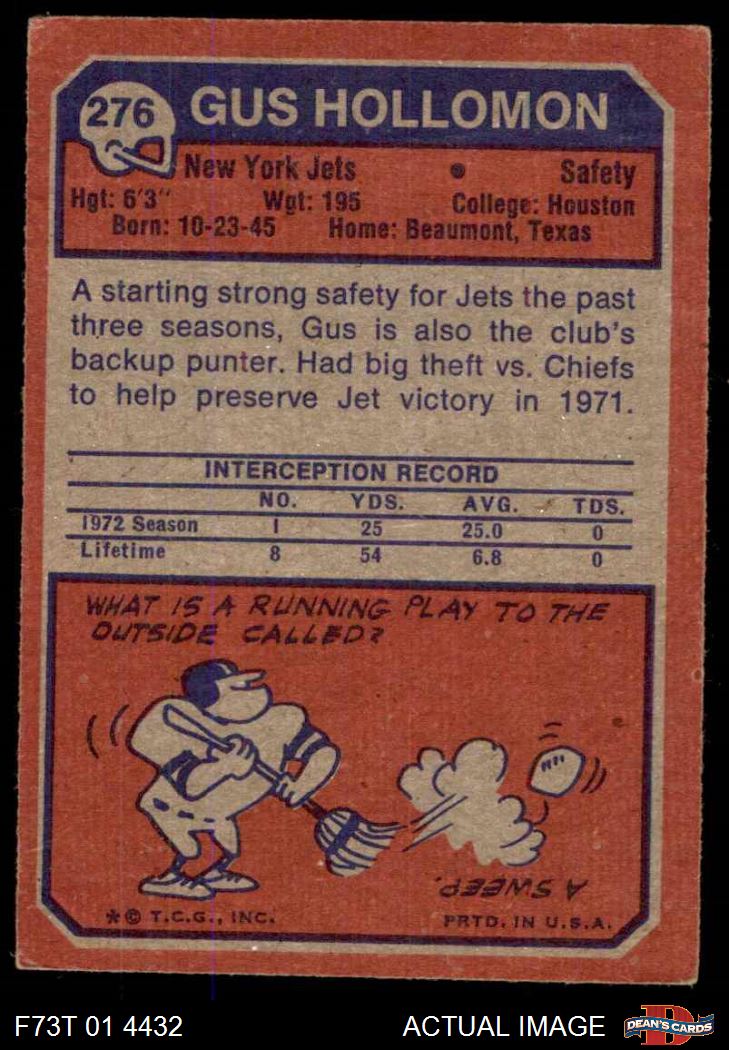 276 GUS HOLLOMON
New York Jets • Safety
Hgt: 6'3" Wgt: 195 College: Houston
Born: 10-23-45 Home: Beaumont, Texas
A starting strong safety for Jets the past
three seasons, Gus is also the club's
backup punter. Had big theft vs. Chiefs
to help preserve Jet victory in 1971.
INTERCEPTION RECORD
NO. YDS. AVG. TDS.
1972 Season 1 25 25.0 0
Lifetime 8 54 6.8 0
WHAT IS A RUNNING PLAY TO THE
OUTSIDE CALLED?
A SWEEP.
*© T.C.G., INC. PRTD. IN U.S.A.
F73T 01 4432 ACTUAL IMAGE DEAN'S CARDS